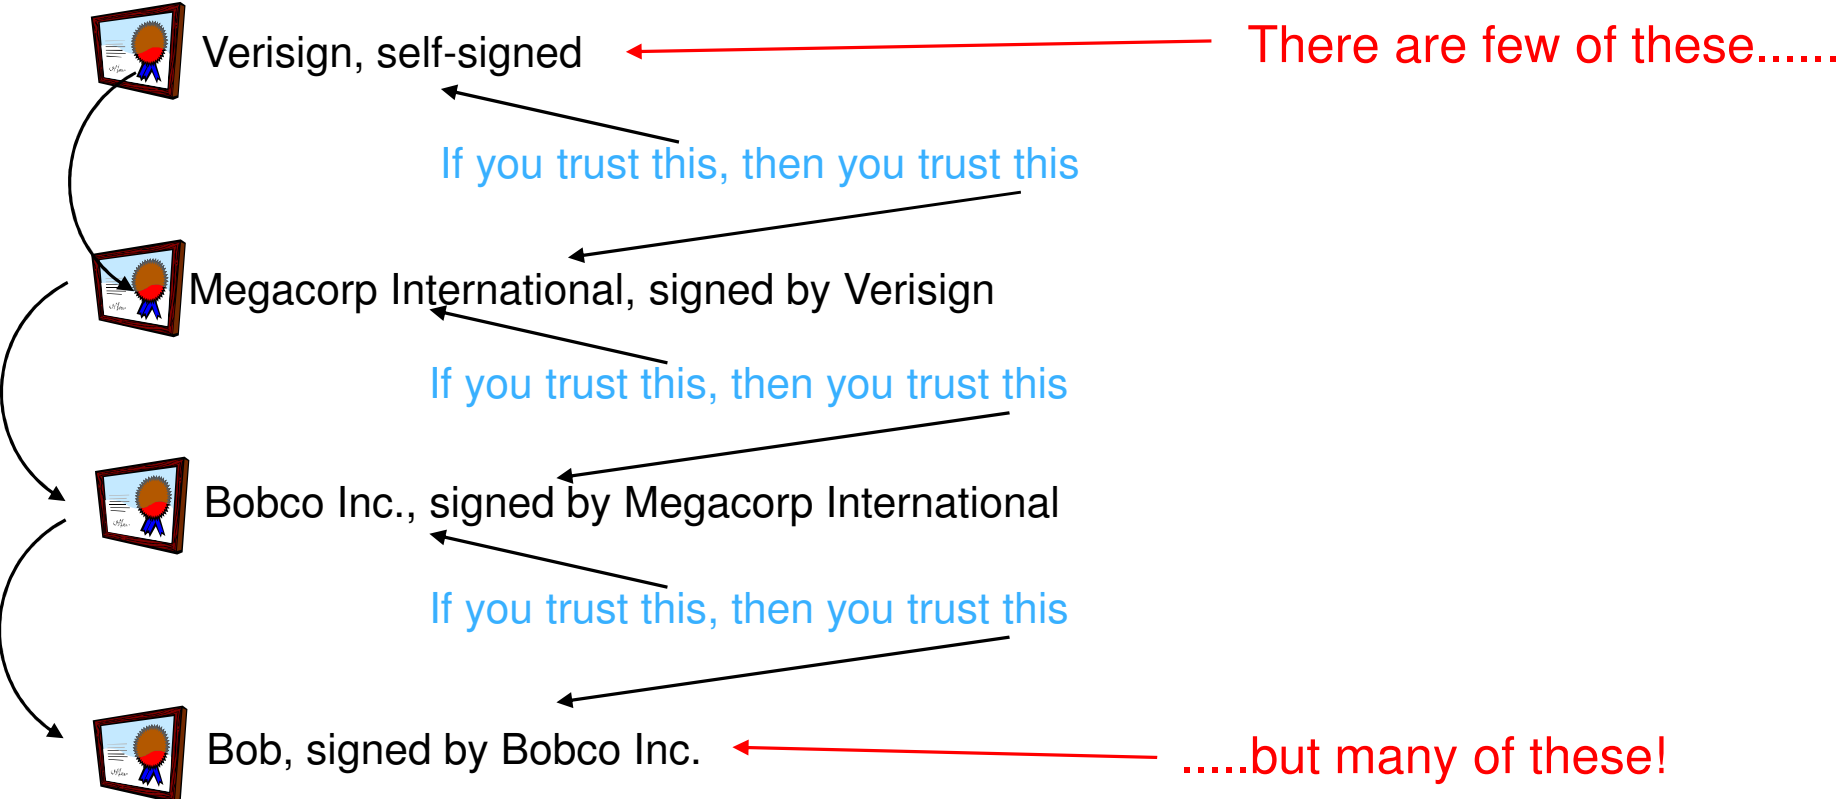 Verisign, self-signed
There are few of these......
If you trust this, then you trust this
Megacorp International, signed by Verisign
If you trust this, then you trust this
Bobco Inc., signed by Megacorp International
If you trust this, then you trust this
Bob, signed by Bobco Inc.
.....but many of these!